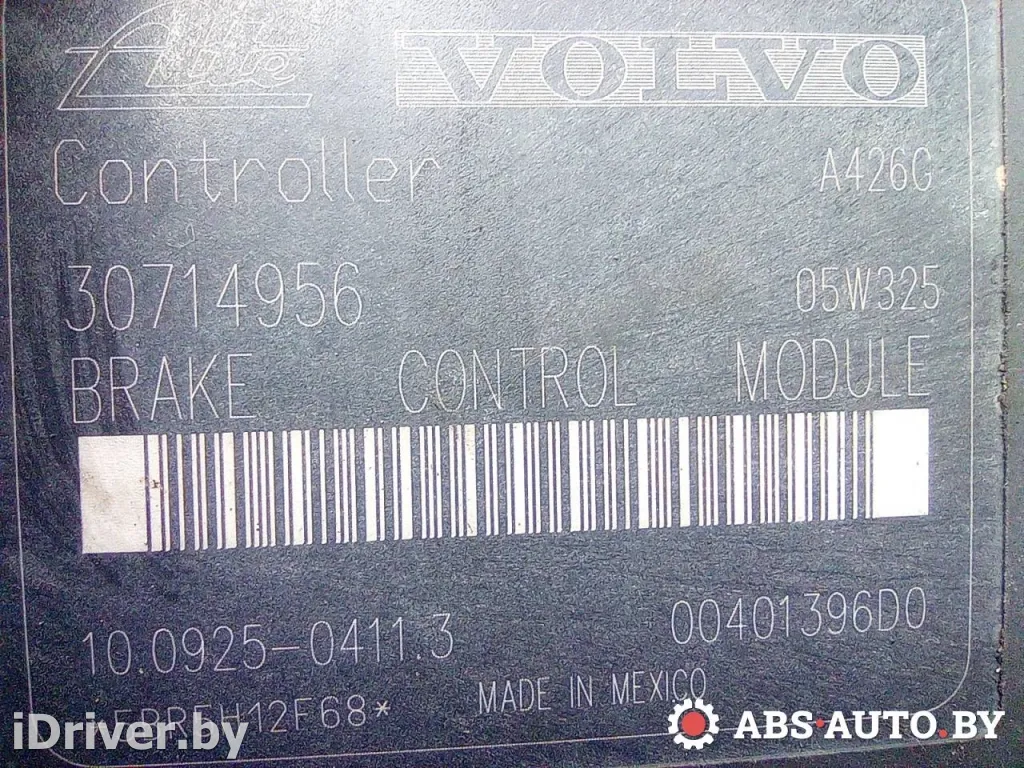 Ate VOLVO
Controller A426G
30714956 05W325
BRAKE CONTROL MODULE
10.0925-0411.3 00401396D0
MADE IN MEXICO
iDriver.by ABS-AUTO.BY